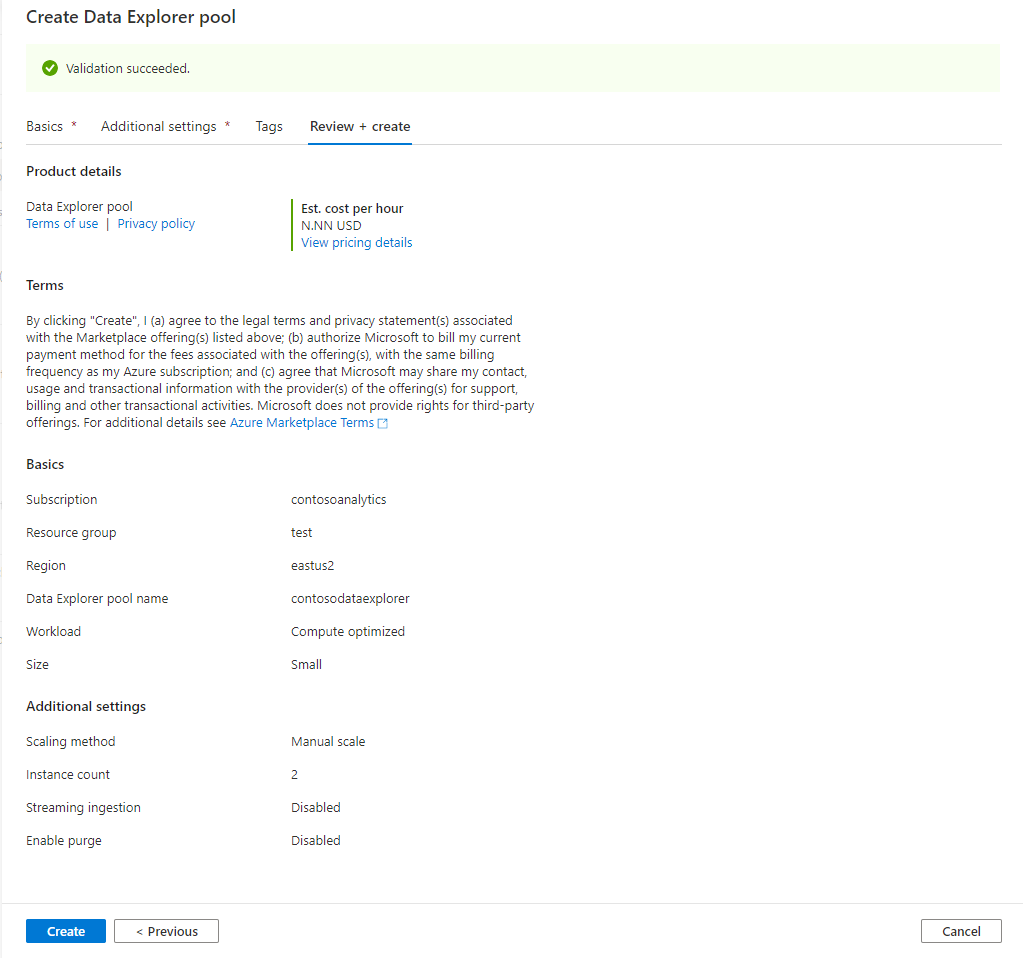 Create Data Explorer pool
Validation succeeded.
Basics * Additional settings * Tags Review + create
Product details
Data Explorer pool
Terms of use | Privacy policy
Est. cost per hour
N.NN USD
View pricing details
Terms
By clicking "Create", I (a) agree to the legal terms and privacy statement(s) associated
with the Marketplace offering(s) listed above; (b) authorize Microsoft to bill my current
payment method for the fees associated with the offering(s), with the same billing
frequency as my Azure subscription; and (c) agree that Microsoft may share my contact,
usage and transactional information with the provider(s) of the offering(s) for support,
billing and other transactional activities. Microsoft does not provide rights for third-party
offerings. For additional details see Azure Marketplace Terms
Basics
Subscription contosoanalytics
Resource group test
Region eastus2
Data Explorer pool name contosodataexplorer
Workload Compute optimized
Size Small
Additional settings
Scaling method Manual scale
Instance count 2
Streaming ingestion Disabled
Enable purge Disabled
Create < Previous Cancel